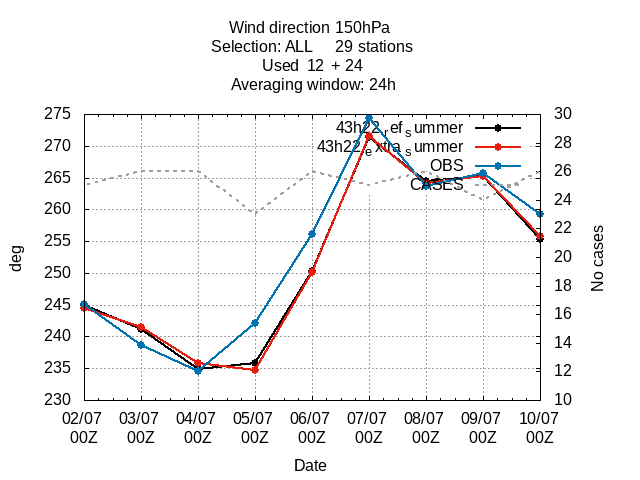 Wind direction 150hPa
Selection: ALL     29 stations
Used  12  + 24
Averaging window: 24h
43h22_ref_summer
43h22_extra_summer
OBS
CASES
275
270
265
260
255
250
245
240
235
230
deg
30
28
26
24
22
20
18
16
14
12
10
No cases
02/07 03/07 04/07 05/07 06/07 07/07 08/07 09/07 10/07
00Z 00Z 00Z 00Z 00Z 00Z 00Z 00Z 00Z
Date